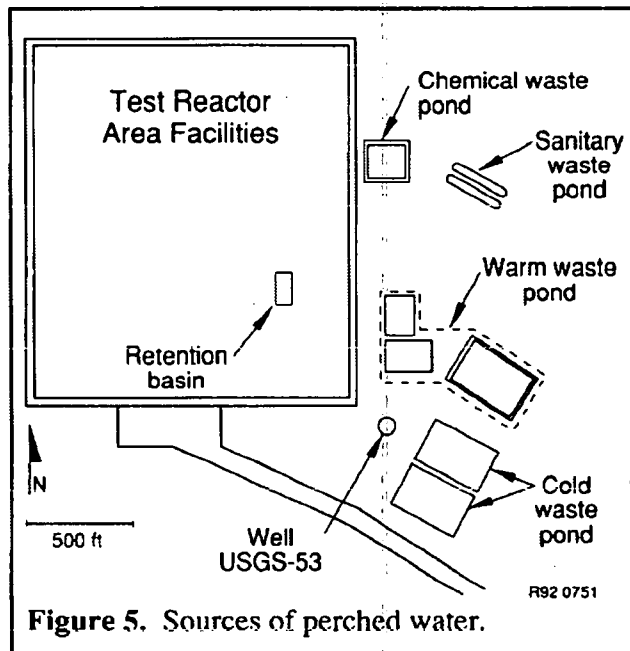 Test Reactor
Area Facilities
Chemical waste
pond
Sanitary
waste
pond
Warm waste
pond
Retention
basin
N
500 ft
Well
USGS-53
Cold
waste
pond
R92 0751
Figure 5. Sources of perched water.